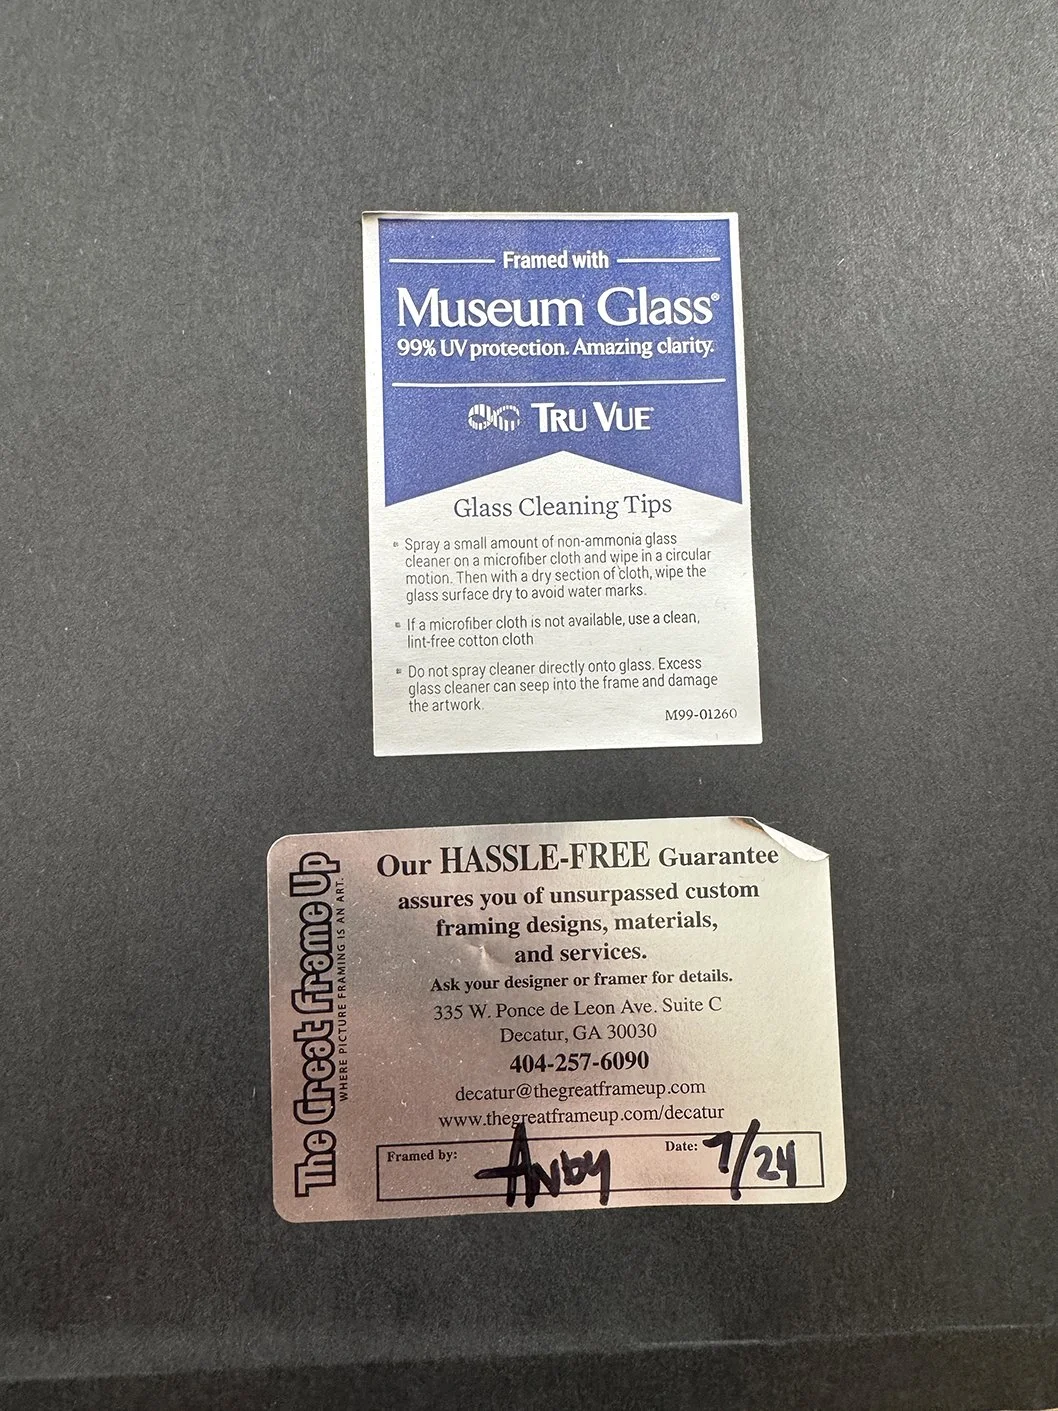 Framed with
Museum Glass®
99% UV protection. Amazing clarity.
TRU VUE
Glass Cleaning Tips
Spray a small amount of non-ammonia glass
cleaner on a microfiber cloth and wipe in a circular
motion. Then with a dry section of cloth, wipe the
glass surface dry to avoid water marks.
If a microfiber cloth is not available, use a clean,
lint-free cotton cloth
Do not spray cleaner directly onto glass. Excess
glass cleaner can seep into the frame and damage
the artwork.
M99-01260
The Great Frame Up
WHERE PICTURE FRAMING IS AN ART.
Our HASSLE-FREE Guarantee
assures you of unsurpassed custom
framing designs, materials,
and services.
Ask your designer or framer for details.
335 W. Ponce de Leon Ave. Suite C
Decatur, GA 30030
404-257-6090
decatur@thegreatframeup.com
www.thegreatframeup.com/decatur
Framed by: Andy Date: 7/24